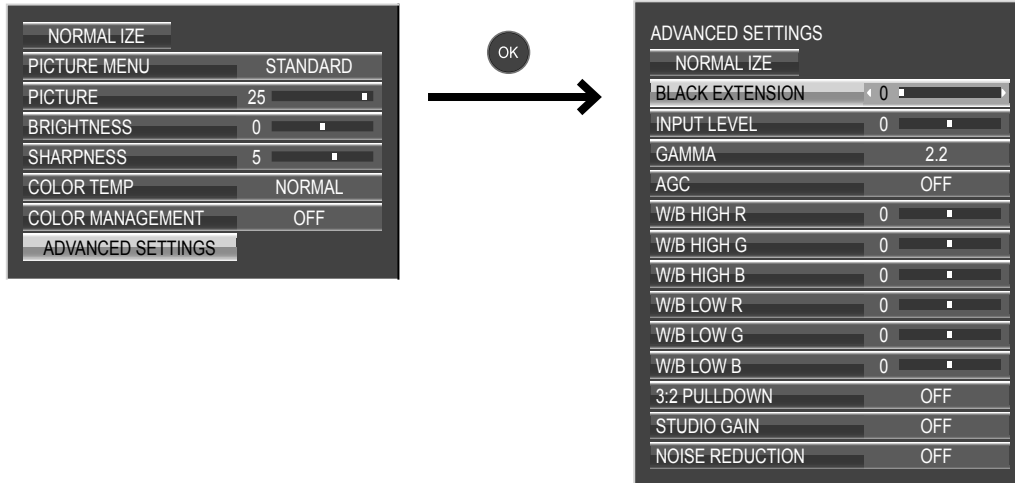 NORMAL IZE
PICTURE MENU STANDARD
PICTURE 25
BRIGHTNESS 0
SHARPNESS 5
COLOR TEMP NORMAL
COLOR MANAGEMENT OFF
ADVANCED SETTINGS
OK
ADVANCED SETTINGS
NORMAL IZE
BLACK EXTENSION 0
INPUT LEVEL 0
GAMMA 2.2
AGC OFF
W/B HIGH R 0
W/B HIGH G 0
W/B HIGH B 0
W/B LOW R 0
W/B LOW G 0
W/B LOW B 0
3:2 PULLDOWN OFF
STUDIO GAIN OFF
NOISE REDUCTION OFF